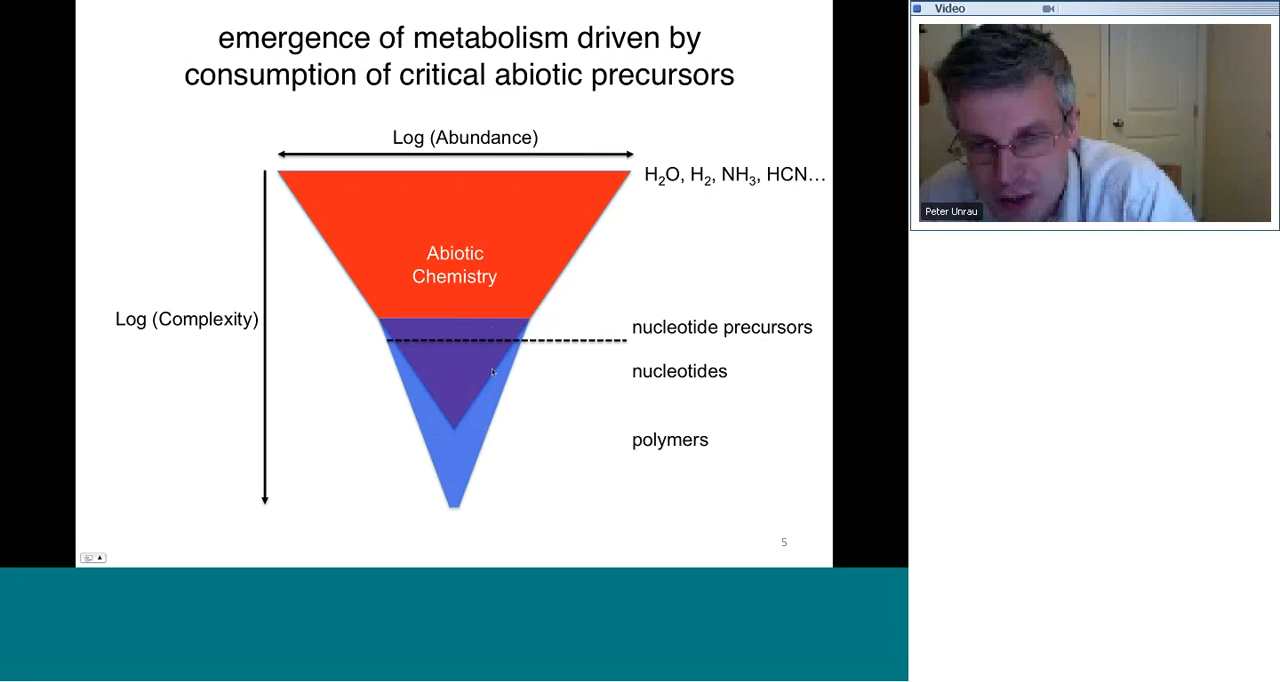 emergence of metabolism driven by
consumption of critical abiotic precursors
Log (Abundance)
H₂O, H₂, NH₃, HCN…
Abiotic
Chemistry
Log (Complexity)
nucleotide precursors
nucleotides
polymers
5
Video
Peter Unrau